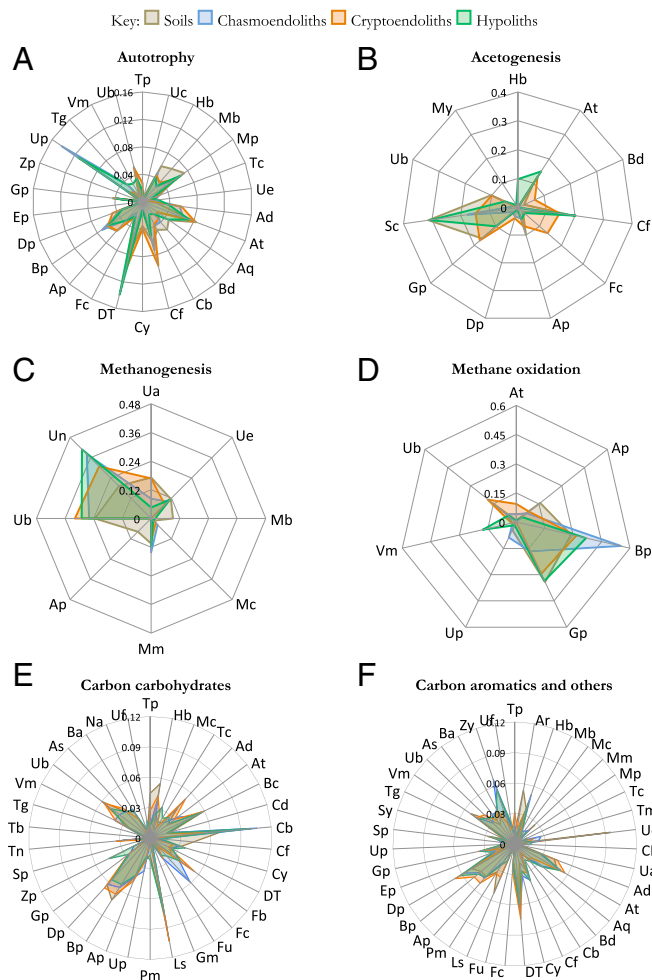 Key: Soils Chasmoendoliths Cryptoendoliths Hypoliths
A
Autotrophy
Tp
Uc
Hb
Mb
Mp
Tc
Ue
Ad
At
Aq
Bd
Cb
Cf
Cy
DT
Fc
Ap
Bp
Dp
Ep
Gp
Zp
Up
Tg
Vm
Ub
0.16
0.12
0.08
0.04
0
B
Acetogenesis
Hb
At
Bd
Cf
Fc
Ap
Dp
Gp
Sc
Ub
My
0.4
0.3
0.2
0.1
0
C
Methanogenesis
Ua
Ue
Mb
Mc
Mm
Ap
Ub
Un
0.48
0.36
0.24
0.12
0
D
Methane oxidation
At
Ap
Bp
Gp
Up
Vm
Ub
0.6
0.45
0.3
0.15
0
E
Carbon carbohydrates
Tp
Hb
Mc
Tc
Ad
At
Bc
Cd
Cb
Cf
Cy
DT
Fb
Fc
Fu
Gm
Ls
Pm
Up
Ap
Bp
Dp
Gp
Zp
Sp
Tn
Tb
Tg
Vm
Ub
As
Ba
Na
Uf
0.12
0.09
0.06
0.03
0
F
Carbon aromatics and others
Tp
Ar
Hb
Mb
Mc
Mm
Mp
Tc
Ad
At
Aq
Bd
Cb
Cf
Cy
DT
Fc
Fu
Ls
Pm
Ap
Bp
Dp
Ep
Gp
Up
Sp
Sy
Tg
Vm
Ub
As
Ba
Zy
Uf
0.12
0.09
0.06
0.03
0